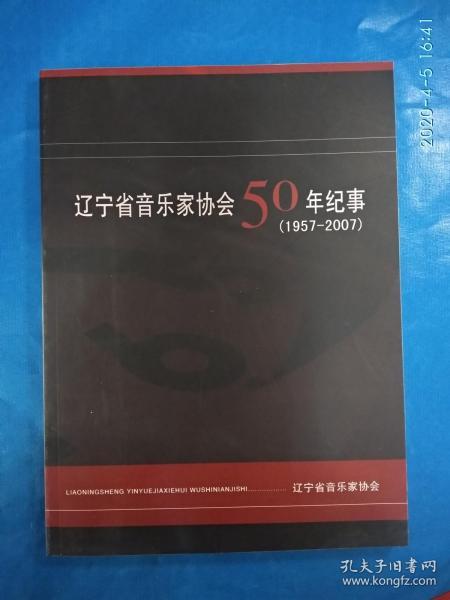 2020-4-5 16:41
辽宁省音乐家协会50年纪事
(1957-2007)
LIAONINGSHENG YINYUEJIAXIEHUI WUSHINIANJISHI.................. 辽宁省音乐家协会
孔夫子旧书网
www.kongfz.com